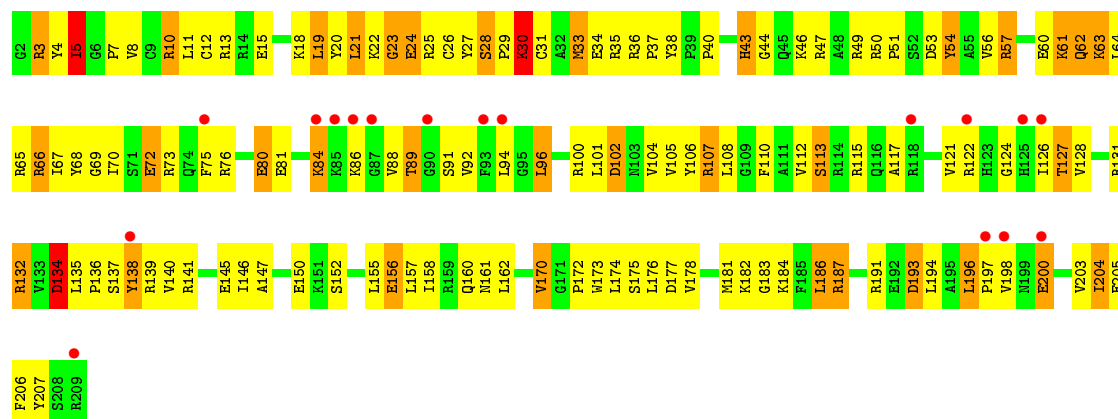 G2 R3 Y4 I5 G6 P7 V8 C9 R10 L11 C12 R13 R14 E15 K18 L19 Y20 L21 K22 G23 E24 R25 C26 Y27 S28 P29 K30 C31 A32 M33 E34 R35 R36 P37 Y38 P39 P40 H43 G44 Q45 K46 R47 A48 R49 R50 P51 S52 D53 Y54 A55 V56 R57 E60 K61 Q62 K63
R65 R66 I67 Y68 G69 I70 S71 E72 R73 Q74 F75 R76 E80 E81 K84 K85 K86 G87 V88 T89 G90 S91 V92 F93 L94 G95 L96 R100 L101 D102 N103 V104 V105 Y106 R107 L108 G109 F110 A111 V112 S113 R114 R115 Q116 A117 R118 V121 R122 H123 G124 H125 I126 T127 V128
R132 V133 D134 L135 P136 S137 Y138 R139 V140 R141 E145 I146 A147 E150 K151 S152 L155 E156 L157 I158 R159 Q160 N161 L162 V170 G171 P172 W173 L174 S175 L176 D177 V178 M181 K182 G183 K184 F185 L186 R187 R191 E192 D193 L194 A195 L196 P197 V198 N199 E200 V203 I204
F206 Y207 S208 R209